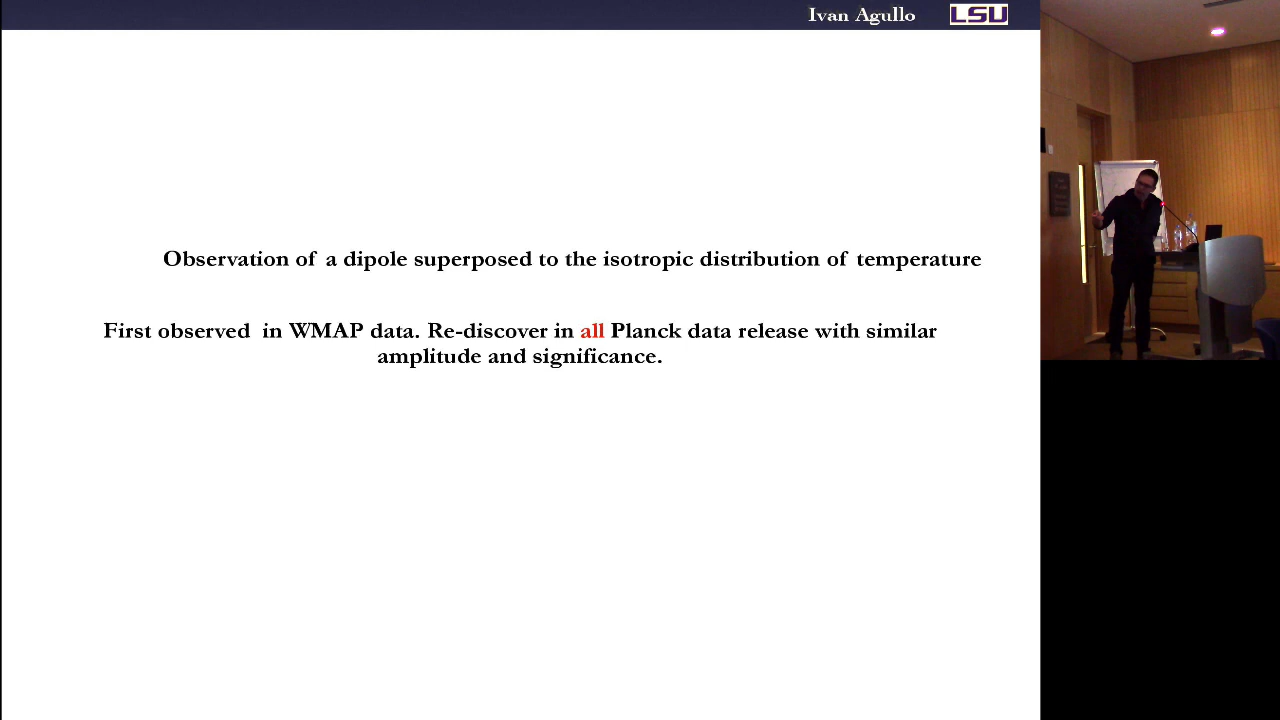 Ivan Agullo LSU
Observation of a dipole superposed to the isotropic distribution of temperature
First observed in WMAP data. Re-discover in all Planck data release with similar
amplitude and significance.